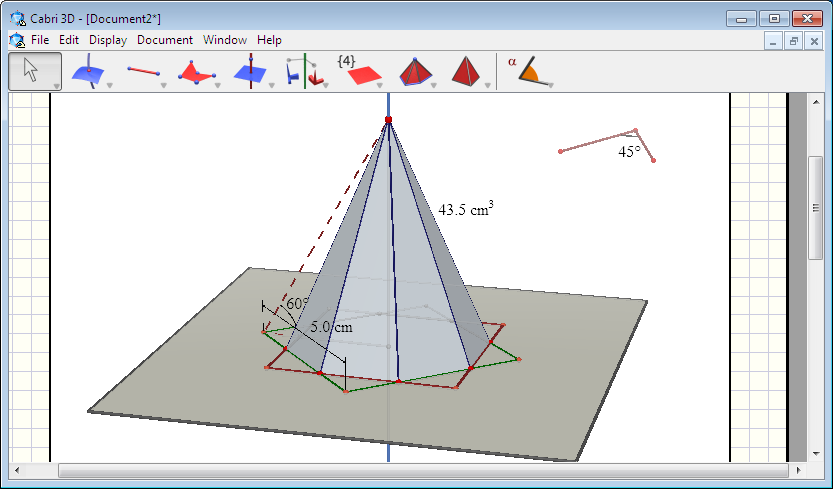 Cabri 3D - [Document2*]
File Edit Display Document Window Help
{4} α
45°
43.5 cm³
60°
5.0 cm